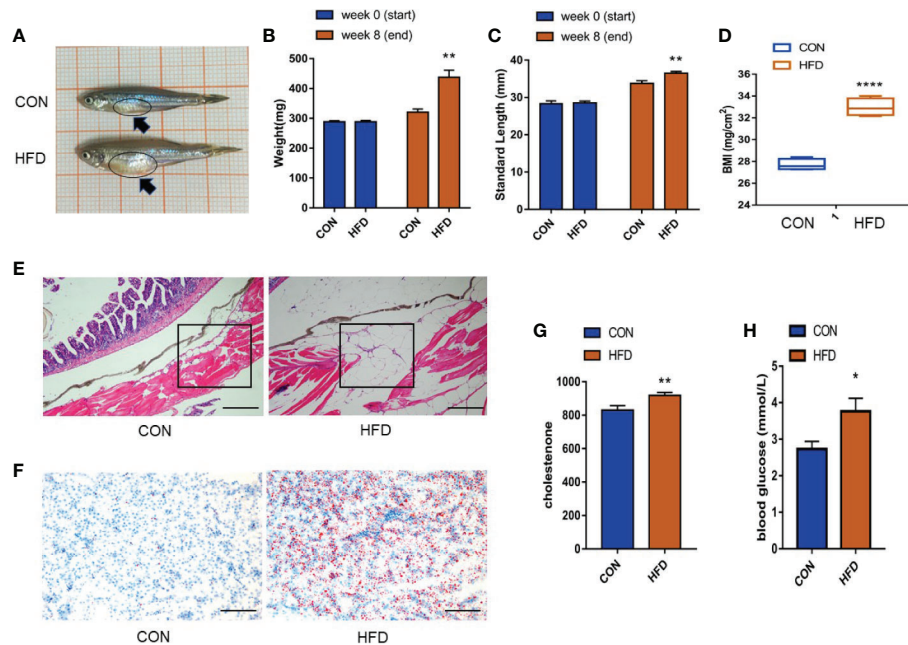 A
CON
HFD
B
week 0 (start)
week 8 (end)
Weight(mg)
600
400
300
200
100
0
**
CON
HFD
CON
HFD
C
week 0 (start)
week 8 (end)
Standard Length (mm)
60
40
30
20
10
0
**
CON
HFD
CON
HFD
D
CON
HFD
BMI (mg/cm²)
36
33
31
28
26
24
****
CON
1
HFD
E
CON
HFD
F
CON
HFD
G
CON
HFD
cholestenone
1000
800
600
400
200
0
**
CON
HFD
H
CON
HFD
blood glucose (mmol/L)
5
4
3
2
1
0
*
CON
HFD